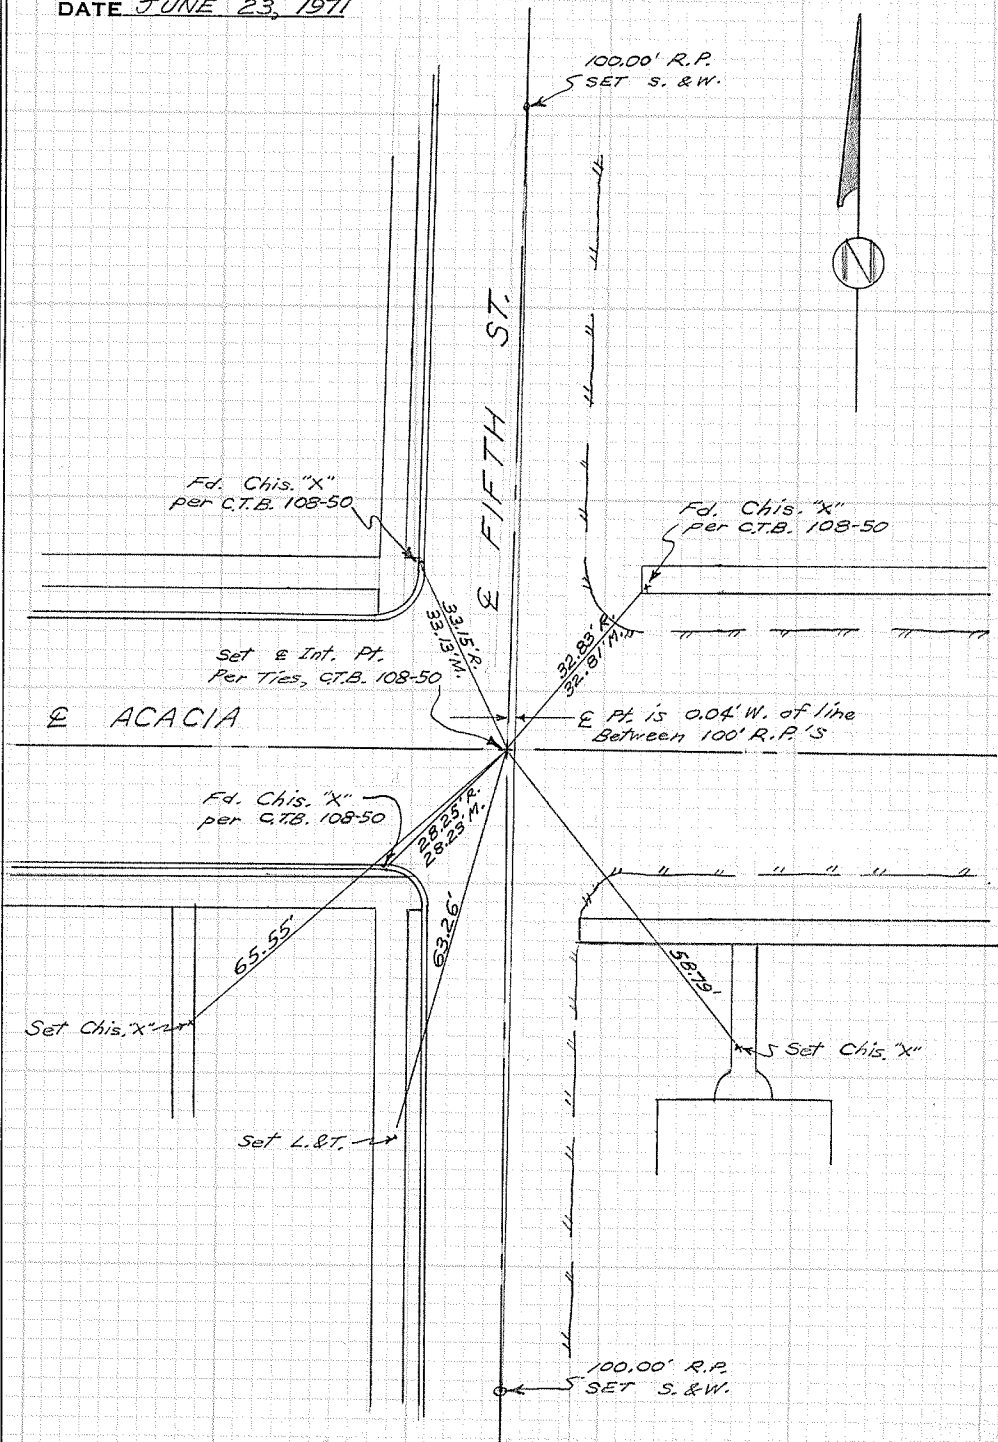 DATE JUNE 23, 1971
100.00' R.P.
SET S. & W.
℄ FIFTH ST.
Fd. Chis. "X"
per C.T.B. 108-50
Fd. Chis. "X"
per C.T.B. 108-50
33.15' R.
33.13' M.
32.83' R.
32.81' M.
Set ℄ Int. Pt.
Per Ties, C.T.B. 108-50
℄ ACACIA
℄ Pt. is 0.04' W. of line
Between 100' R.P.'s
Fd. Chis. "X"
per C.T.B. 108-50
28.25' R.
28.23' M.
65.55'
63.26'
58.79'
Set Chis. "X"
Set Chis. "X"
Set L.&T.
100.00' R.P.
SET S. & W.
N